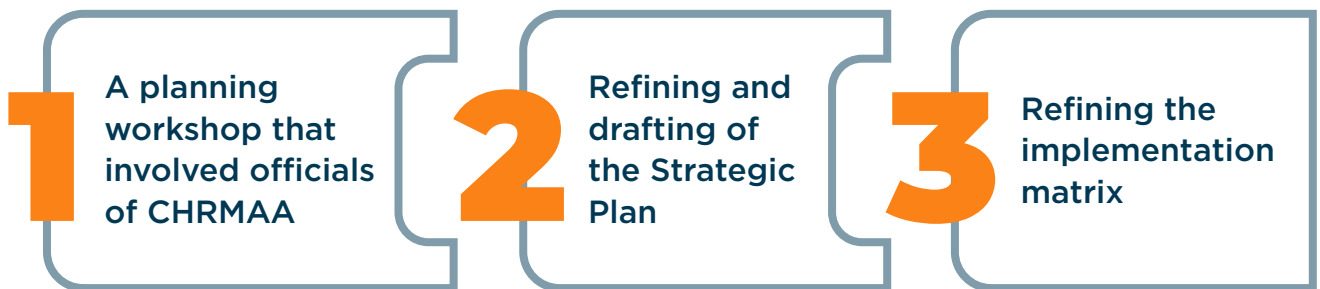 1
A planning
workshop that
involved officials
of CHRMAA
2
Refining and
drafting of
the Strategic
Plan
3
Refining the
implementation
matrix